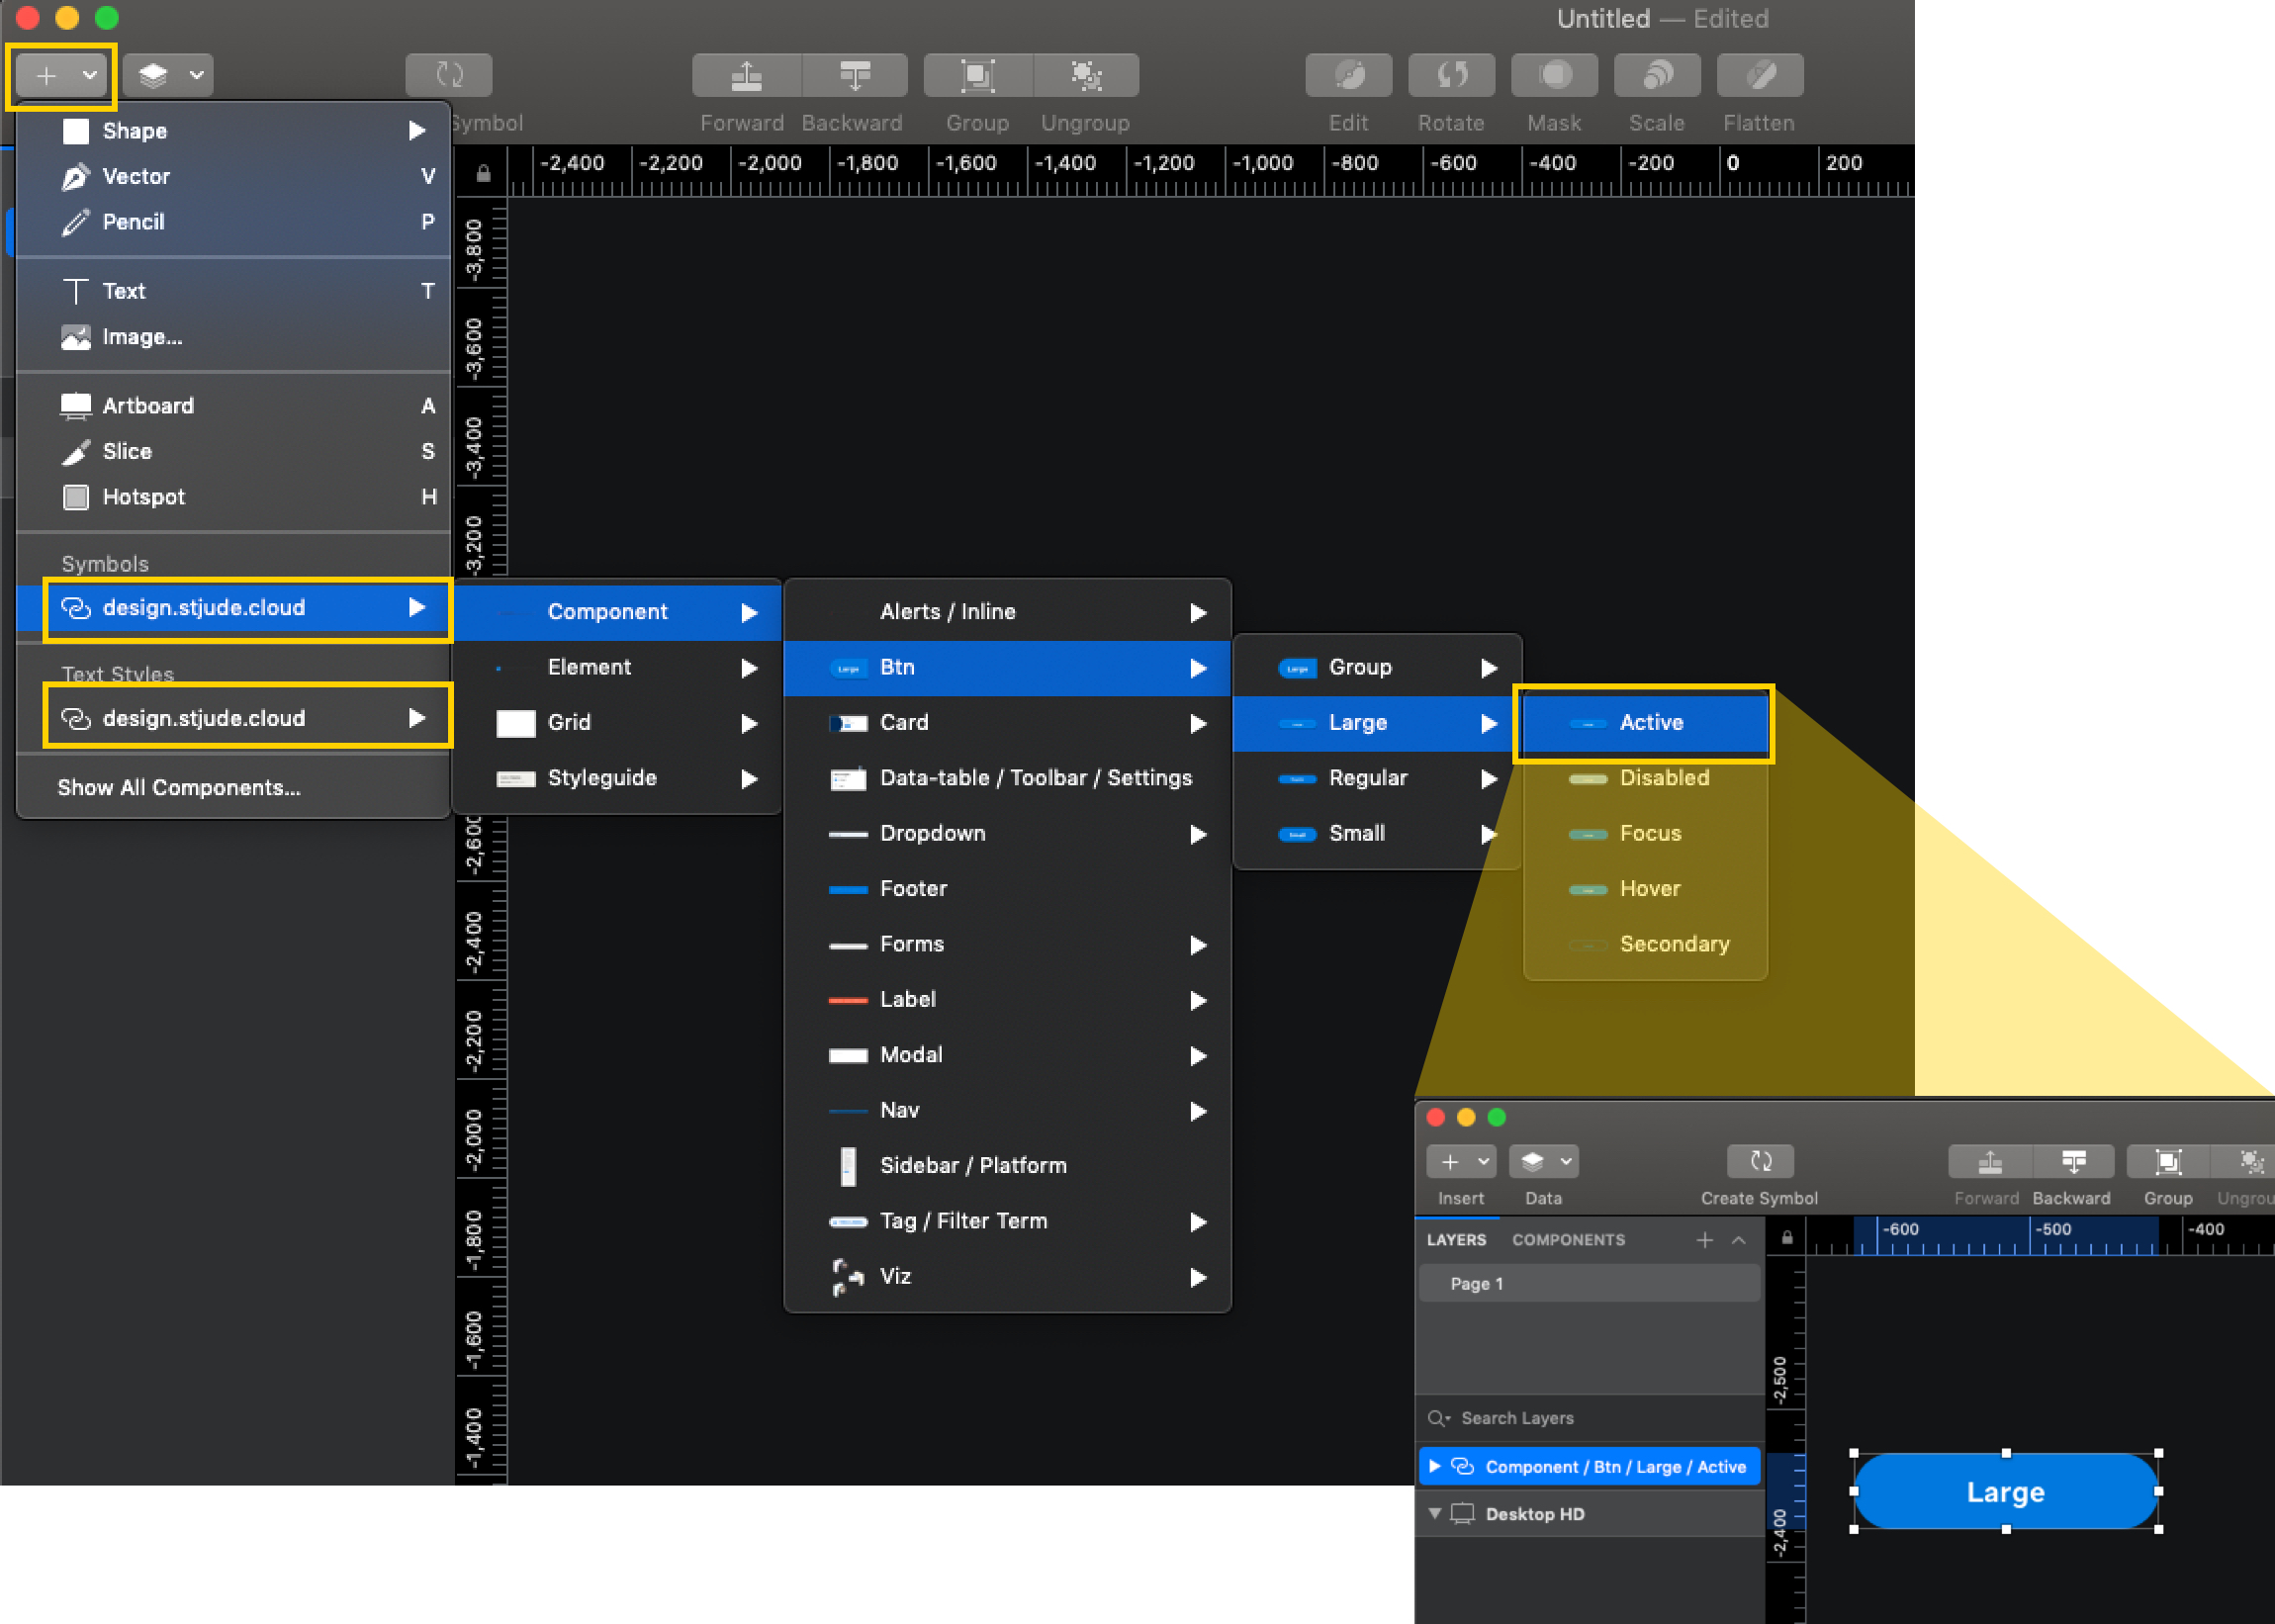 Untitled — Edited
Symbol
Forward
Backward
Group
Ungroup
Edit
Rotate
Mask
Scale
Flatten
-2,400
-2,200
-2,000
-1,800
-1,600
-1,400
-1,200
-1,000
-800
-600
-400
-200
0
200
Shape
Vector V
Pencil P
Text T
Image...
Artboard A
Slice S
Hotspot H
Symbols
design.stjude.cloud
Text Styles
design.stjude.cloud
Show All Components...
-3,800
-3,600
-3,400
-3,200
-2,600
-2,400
-2,200
-2,000
-1,800
-1,600
-1,400
Component
Element
Grid
Styleguide
Alerts / Inline
Large
Btn
Card
Data-table / Toolbar / Settings
Dropdown
Footer
Forms
Label
Modal
Nav
Sidebar / Platform
Tag / Filter Term
Viz
Large
Group
Large
Regular
Small
Small
Active
Disabled
Focus
Hover
Secondary
Insert
Data
Create Symbol
Forward
Backward
Group
Ungrou
LAYERS
COMPONENTS
-600
-500
-400
Page 1
Search Layers
Component / Btn / Large / Active
Desktop HD
-2,500
-2,400
Large